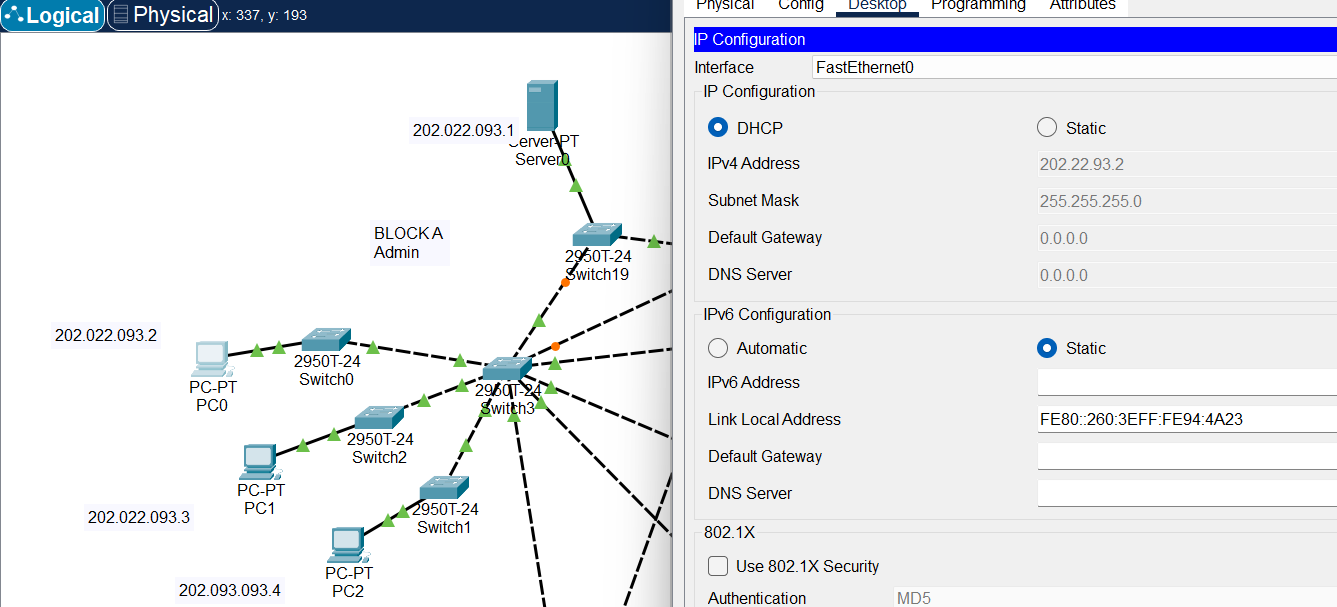 Logical
Physical
x: 337, y: 193
202.022.093.1
Server-PT
Server0
BLOCK A
Admin
2950T-24
Switch19
202.022.093.2
PC-PT
PC0
2950T-24
Switch0
2950T-24
Switch3
2950T-24
Switch2
PC-PT
PC1
202.022.093.3
2950T-24
Switch1
PC-PT
PC2
202.093.093.4
Physical Config Desktop Programming Attributes
IP Configuration
Interface FastEthernet0
IP Configuration
DHCP Static
IPv4 Address 202.22.93.2
Subnet Mask 255.255.255.0
Default Gateway 0.0.0.0
DNS Server 0.0.0.0
IPv6 Configuration
Automatic Static
IPv6 Address
Link Local Address FE80::260:3EFF:FE94:4A23
Default Gateway
DNS Server
802.1X
Use 802.1X Security
Authentication MD5